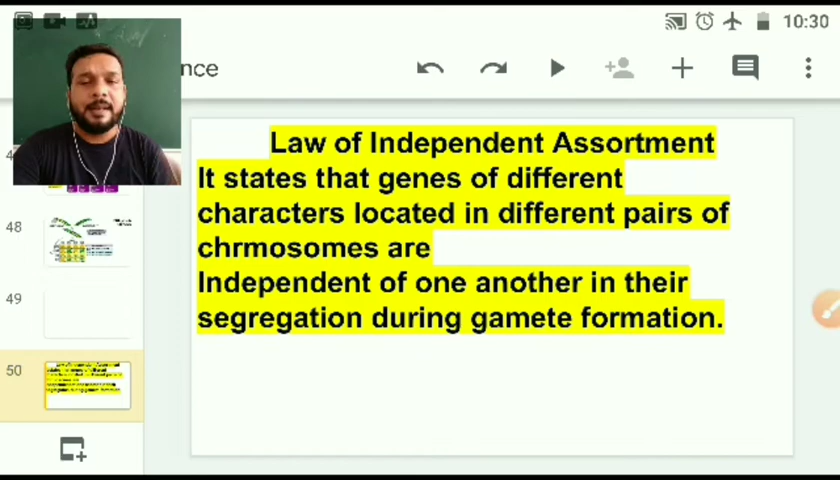 10:30
nce
Law of Independent Assortment
It states that genes of different
characters located in different pairs of
chrmosomes are
Independent of one another in their
segregation during gamete formation.
48
49
50